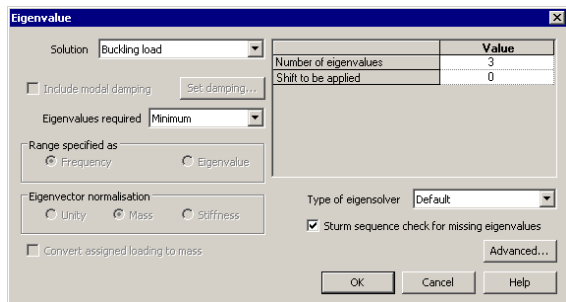 Eigenvalue
Solution Buckling load
Include modal damping Set damping...
Eigenvalues required Minimum
Range specified as
Frequency Eigenvalue
Eigenvector normalisation
Unity Mass Stiffness
Convert assigned loading to mass
Value
Number of eigenvalues 3
Shift to be applied 0
Type of eigensolver Default
Sturm sequence check for missing eigenvalues
Advanced...
OK Cancel Help